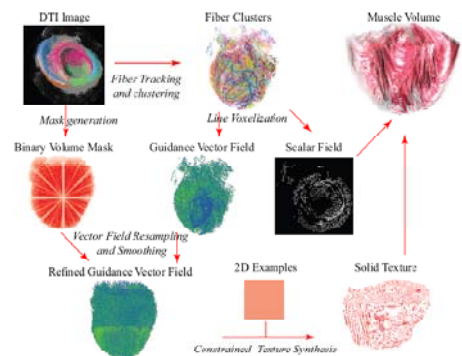 DTI Image
Fiber Clusters
Muscle Volume
Fiber Tracking
and clustering
Mask generation
Line Voxelization
Binary Volume Mask
Guidance Vector Field
Scalar Field
Vector Field Resampling
and Smoothing
Refined Guidance Vector Field
2D Examples
Solid Texture
Constrained Texture Synthesis